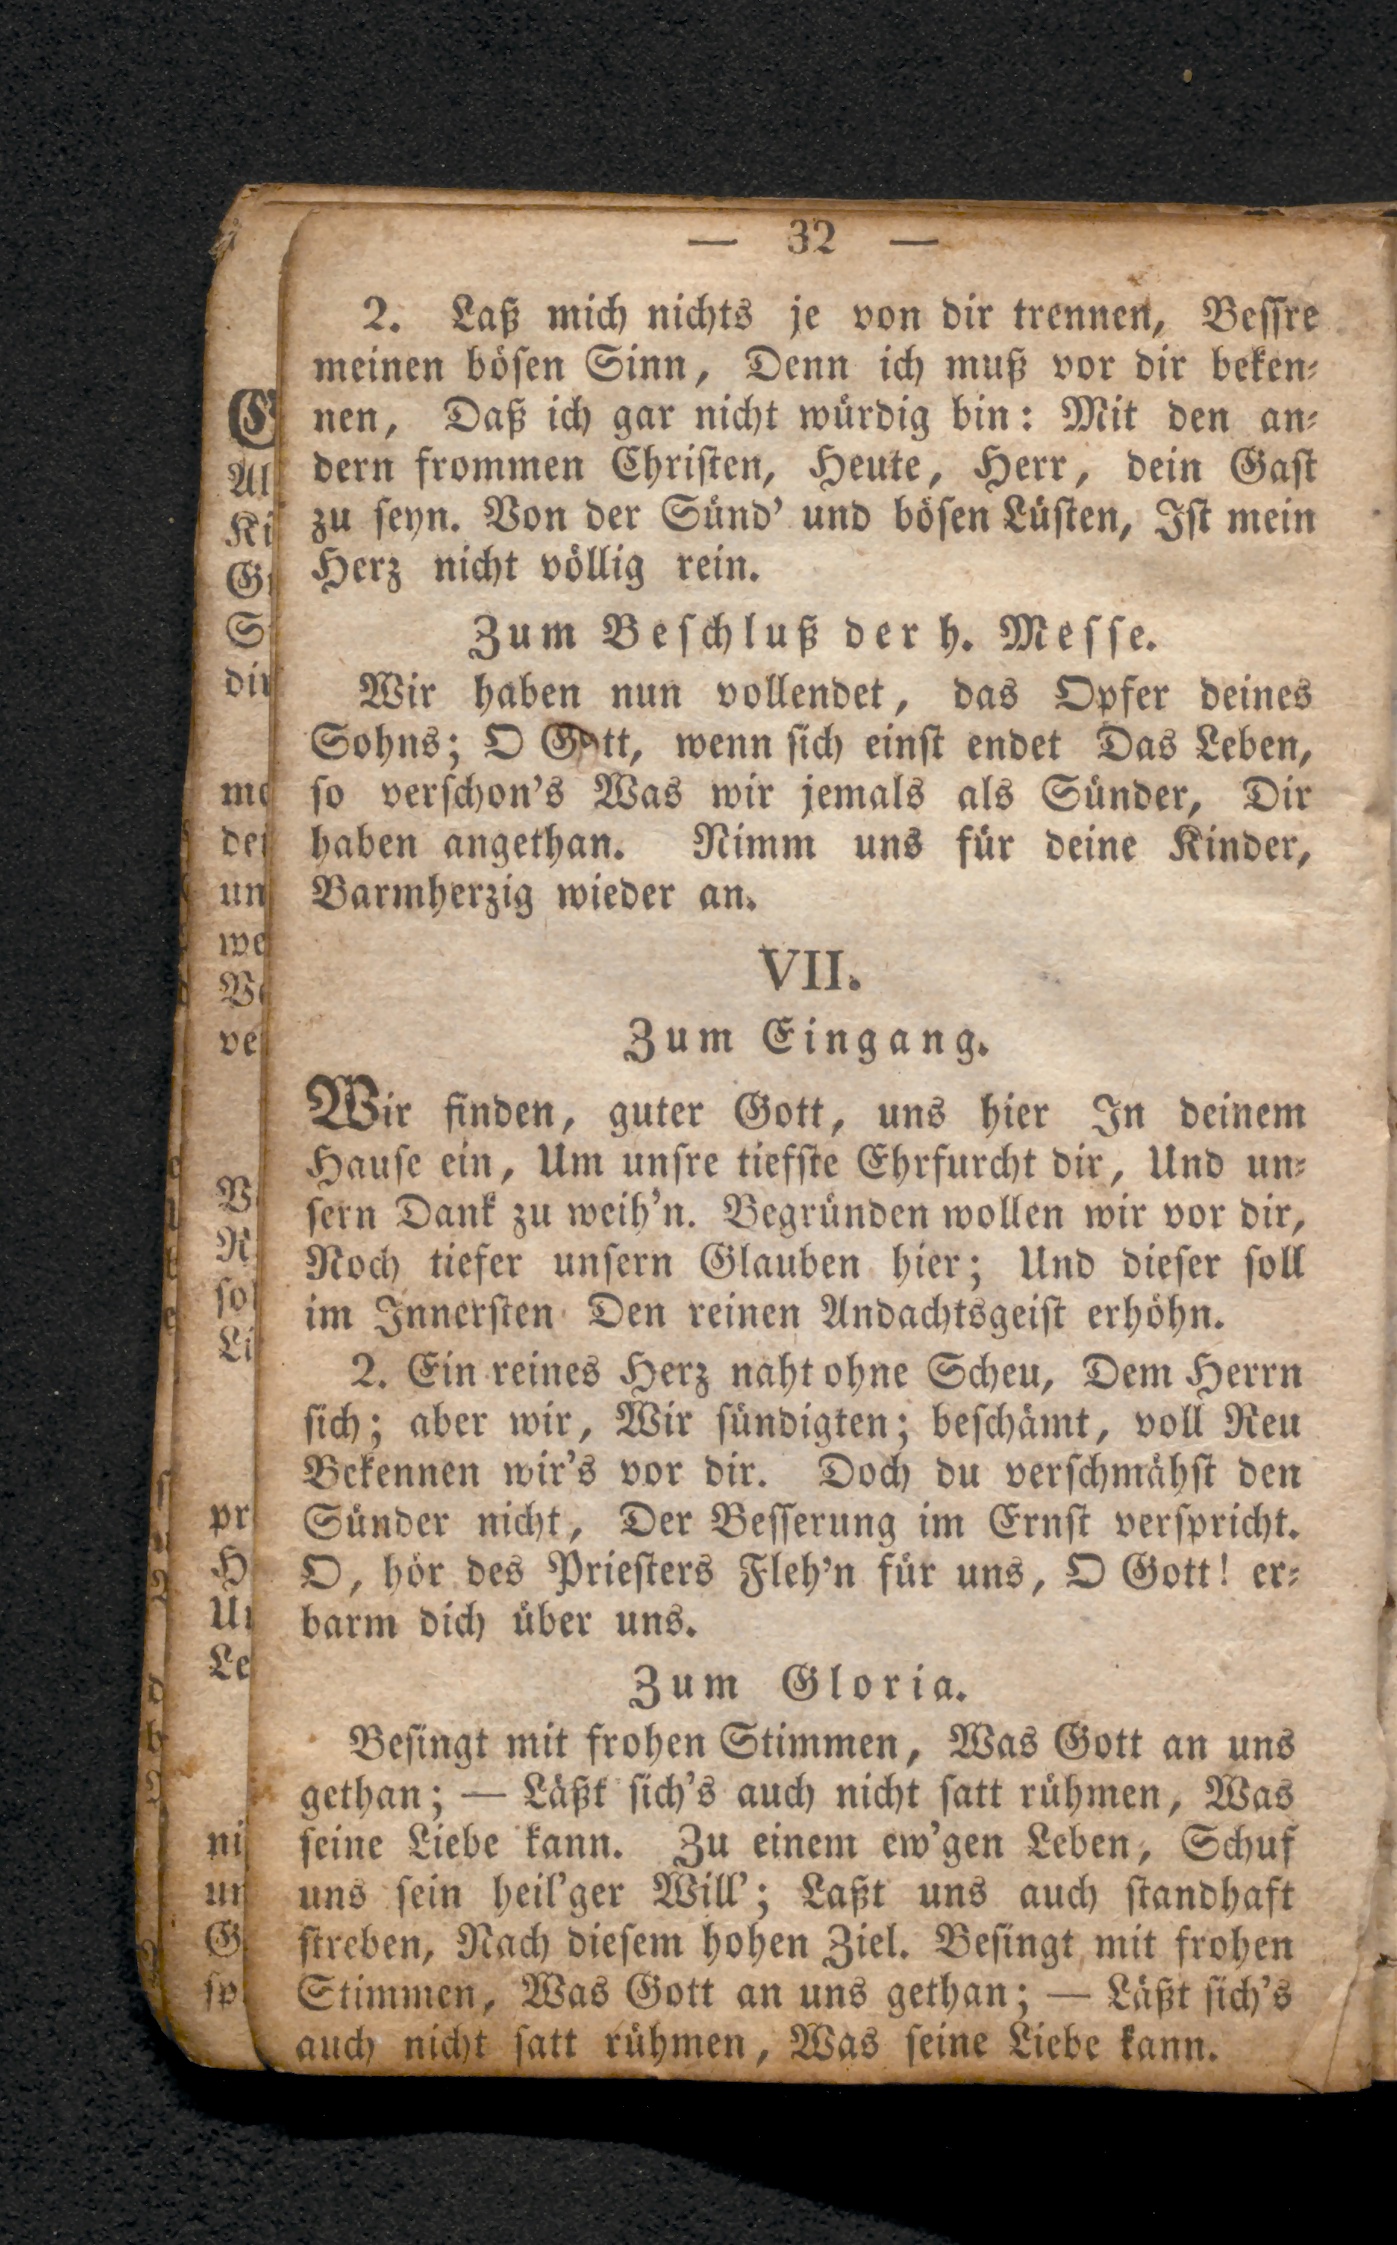 — 32 —
2. Laß mich nichts je von dir trennen, Bessre
meinen bösen Sinn, Denn ich muß vor dir beken-
nen, Daß ich gar nicht würdig bin: Mit den an-
dern frommen Christen, Heute, Herr, dein Gast
zu seyn. Von der Sünd' und bösen Lüsten, Ist mein
Herz nicht völlig rein.
Zum Beschluß der h. Messe.
Wir haben nun vollendet, das Opfer deines
Sohns; O Gott, wenn sich einst endet Das Leben,
so verschon's Was wir jemals als Sünder, Dir
haben angethan. Nimm uns für deine Kinder,
Barmherzig wieder an.
VII.
Zum Eingang.
Wir finden, guter Gott, uns hier In deinem
Hause ein, Um unsre tiefste Ehrfurcht dir, Und un-
sern Dank zu weih'n. Begründen wollen wir vor dir,
Noch tiefer unsern Glauben hier; Und dieser soll
im Innersten Den reinen Andachtsgeist erhöhn.
2. Ein reines Herz naht ohne Scheu, Dem Herrn
sich; aber wir, Wir sündigten; beschämt, voll Reu
Bekennen wir's vor dir. Doch du verschmähst den
Sünder nicht, Der Besserung im Ernst verspricht.
O, hör des Priesters Fleh'n für uns, O Gott! er-
barm dich über uns.
Zum Gloria.
Besingt mit frohen Stimmen, Was Gott an uns
gethan; — Läßt sich's auch nicht satt rühmen, Was
seine Liebe kann. Zu einem ew'gen Leben, Schuf
uns sein heil'ger Will'; Laßt uns auch standhaft
streben, Nach diesem hohen Ziel. Besingt mit frohen
Stimmen, Was Gott an uns gethan; — Läßt sich's
auch nicht satt rühmen, Was seine Liebe kann.